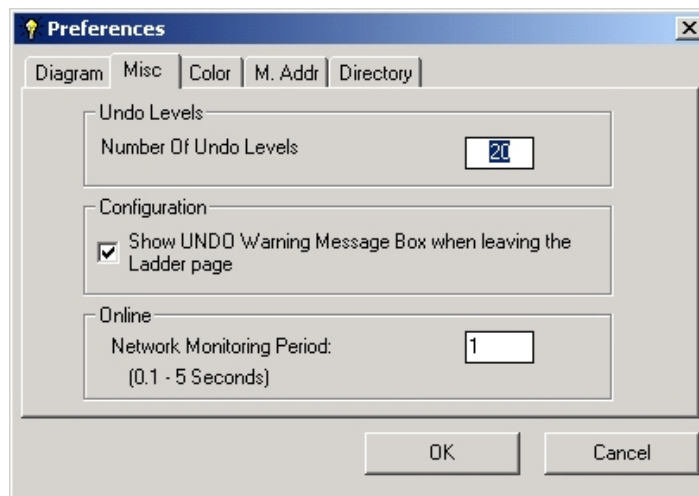 Preferences
Diagram Misc Color M. Addr Directory
Undo Levels
Number Of Undo Levels 20
Configuration
Show UNDO Warning Message Box when leaving the
Ladder page
Online
Network Monitoring Period: 1
(0.1 - 5 Seconds)
OK Cancel